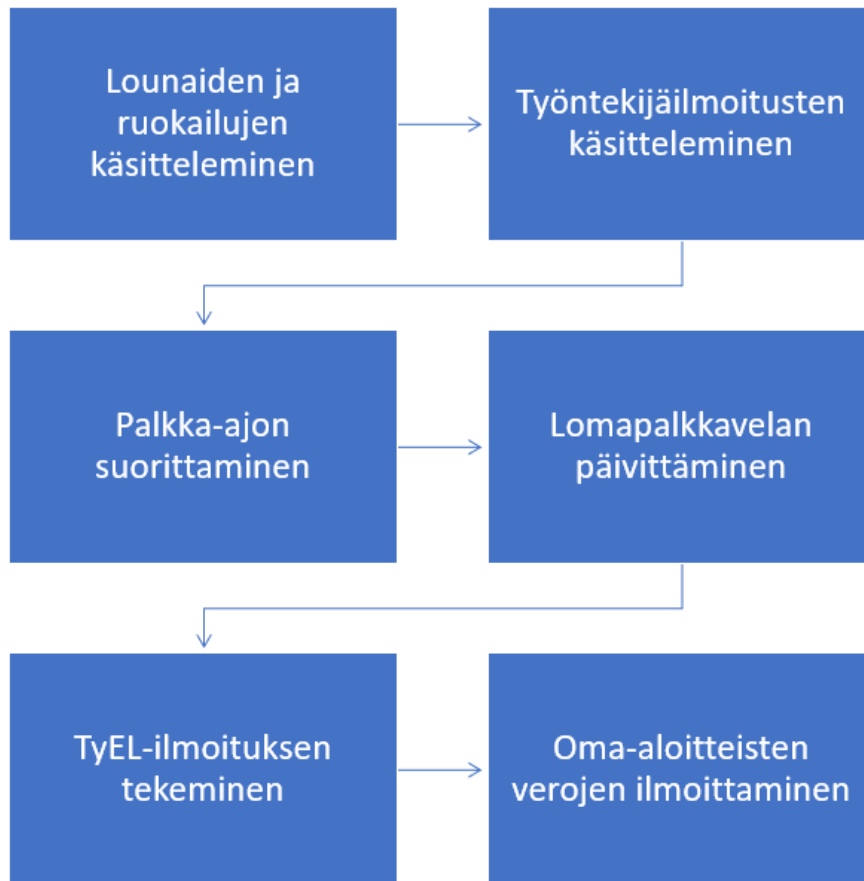 Lounaiden ja
ruokailujen
käsitteleminen
Työntekijäilmoitusten
käsitteleminen
Palkka-ajon
suorittaminen
Lomapalkkavelan
päivittäminen
TyEL-ilmoituksen
tekeminen
Oma-aloitteisten
verojen ilmoittaminen